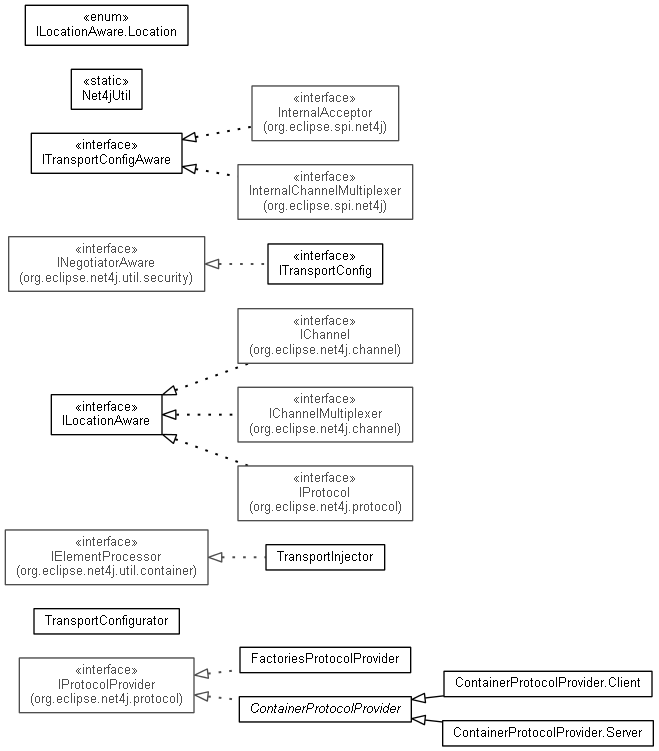 «enum»
ILocationAware.Location
«static»
Net4jUtil
«interface»
InternalAcceptor
(org.eclipse.spi.net4j)
«interface»
ITransportConfigAware
«interface»
InternalChannelMultiplexer
(org.eclipse.spi.net4j)
«interface»
INegotiatorAware
(org.eclipse.net4j.util.security)
«interface»
ITransportConfig
«interface»
IChannel
(org.eclipse.net4j.channel)
«interface»
ILocationAware
«interface»
IChannelMultiplexer
(org.eclipse.net4j.channel)
«interface»
IProtocol
(org.eclipse.net4j.protocol)
«interface»
IElementProcessor
(org.eclipse.net4j.util.container)
TransportInjector
TransportConfigurator
«interface»
IProtocolProvider
(org.eclipse.net4j.protocol)
FactoriesProtocolProvider
ContainerProtocolProvider
ContainerProtocolProvider.Client
ContainerProtocolProvider.Server